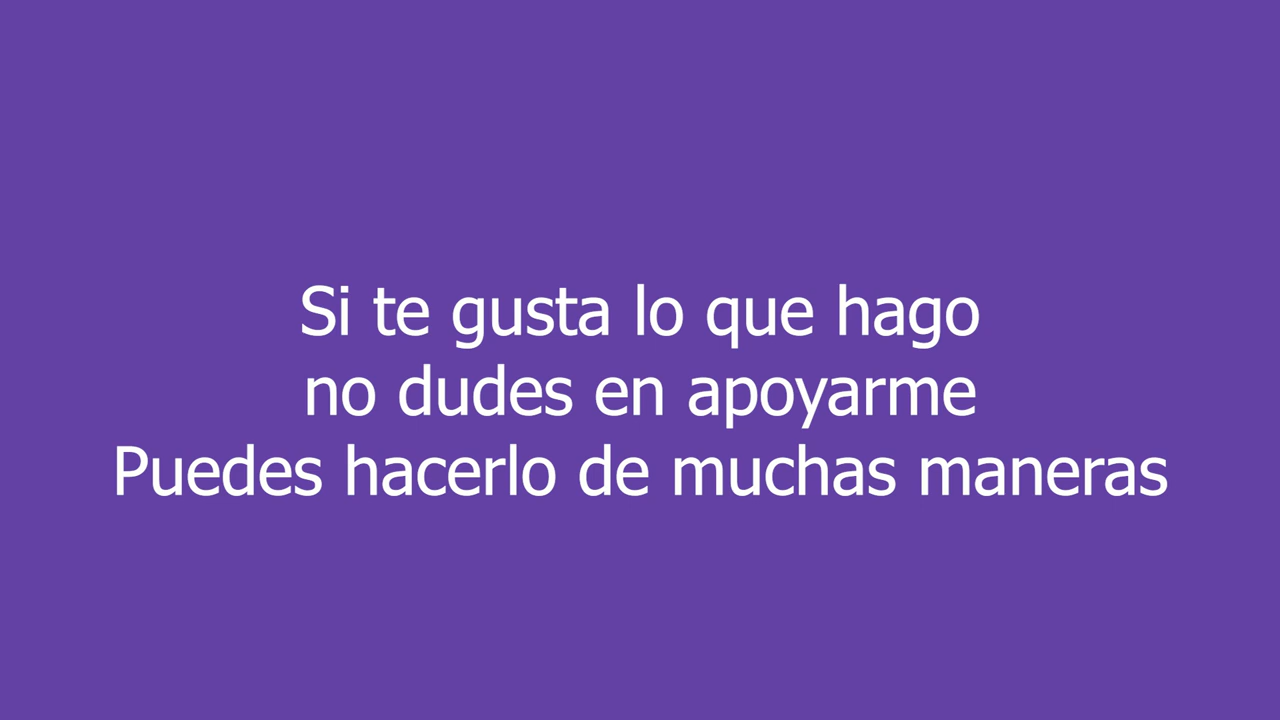 Si te gusta lo que hago
no dudes en apoyarme
Puedes hacerlo de muchas maneras